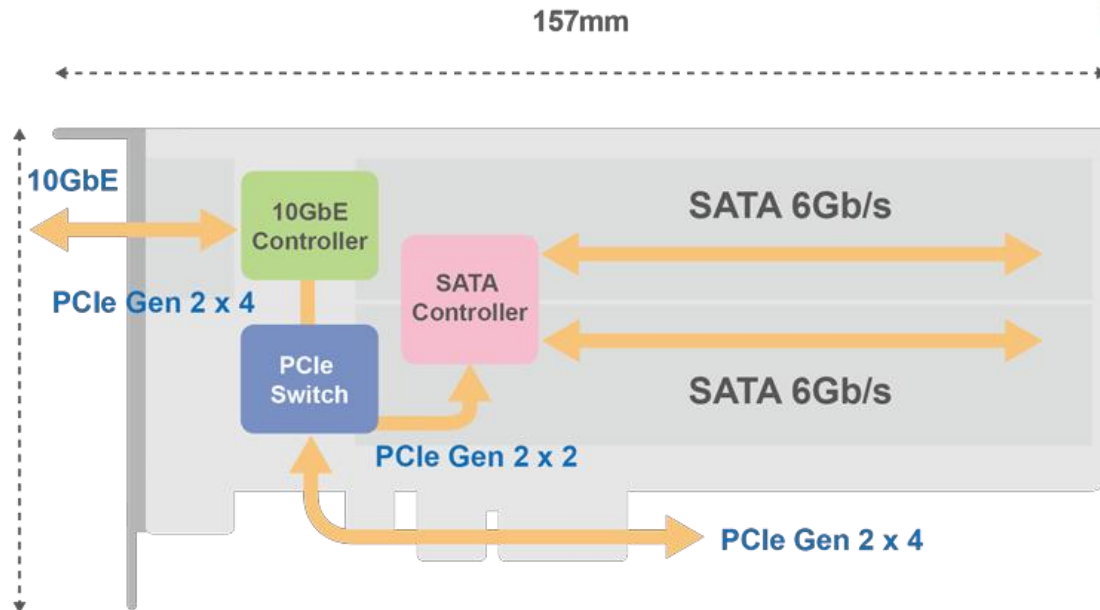 157mm
10GbE
10GbE
Controller
SATA 6Gb/s
PCIe Gen 2 x 4
SATA
Controller
PCIe
Switch
SATA 6Gb/s
PCIe Gen 2 x 2
PCIe Gen 2 x 4